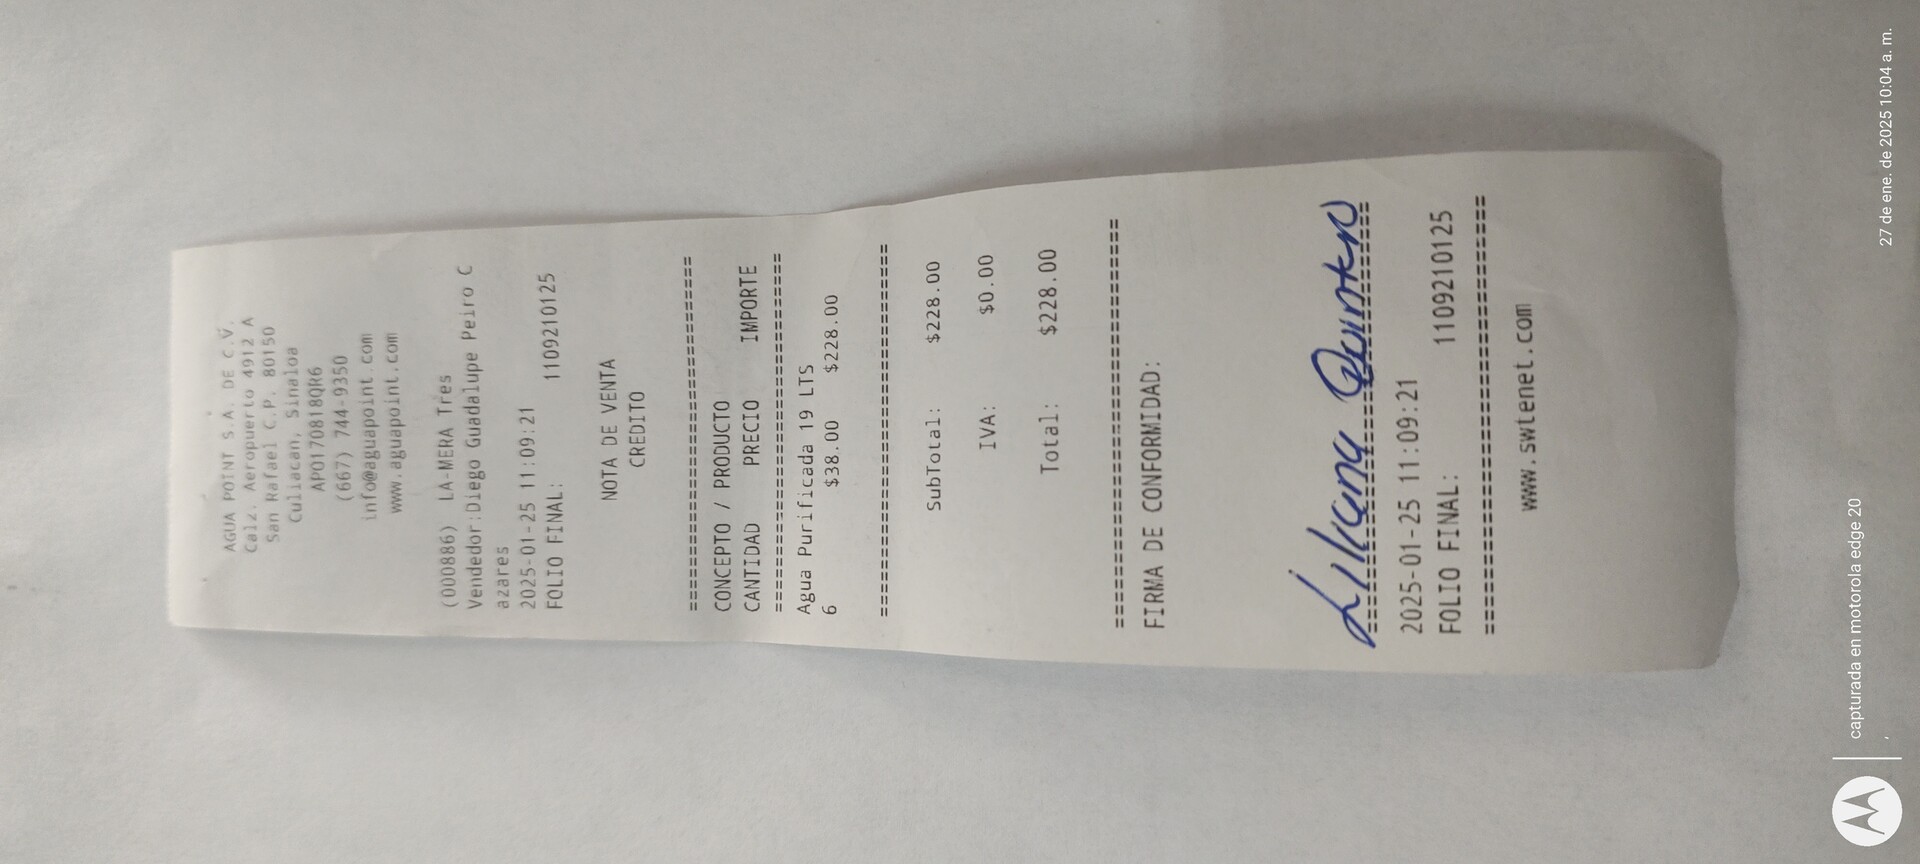 AGUA POINT S.A. DE C.V.
Calz. Aeropuerto 4912 A
San Rafael C.P. 80150
Culiacan, Sinaloa
APO170818QR6
(667) 744-9350
info@aguapoint.com
www.aguapoint.com
(000886) LA-MERA Tres
Vendedor:Diego Guadalupe Peiro C
azares
2025-01-25 11:09:21
FOLIO FINAL: 1109210125
NOTA DE VENTA
CREDITO
================================
CONCEPTO / PRODUCTO
CANTIDAD PRECIO IMPORTE
================================
Agua Purificada 19 LTS
6 $38.00 $228.00
================================
SubTotal: $228.00
IVA: $0.00
Total: $228.00
================================
FIRMA DE CONFORMIDAD:
Liliana Quintero
================================
2025-01-25 11:09:21
FOLIO FINAL: 1109210125
================================
www.swtenet.com
capturada en motorola edge 20
27 de ene. de 2025 10:04 a. m.